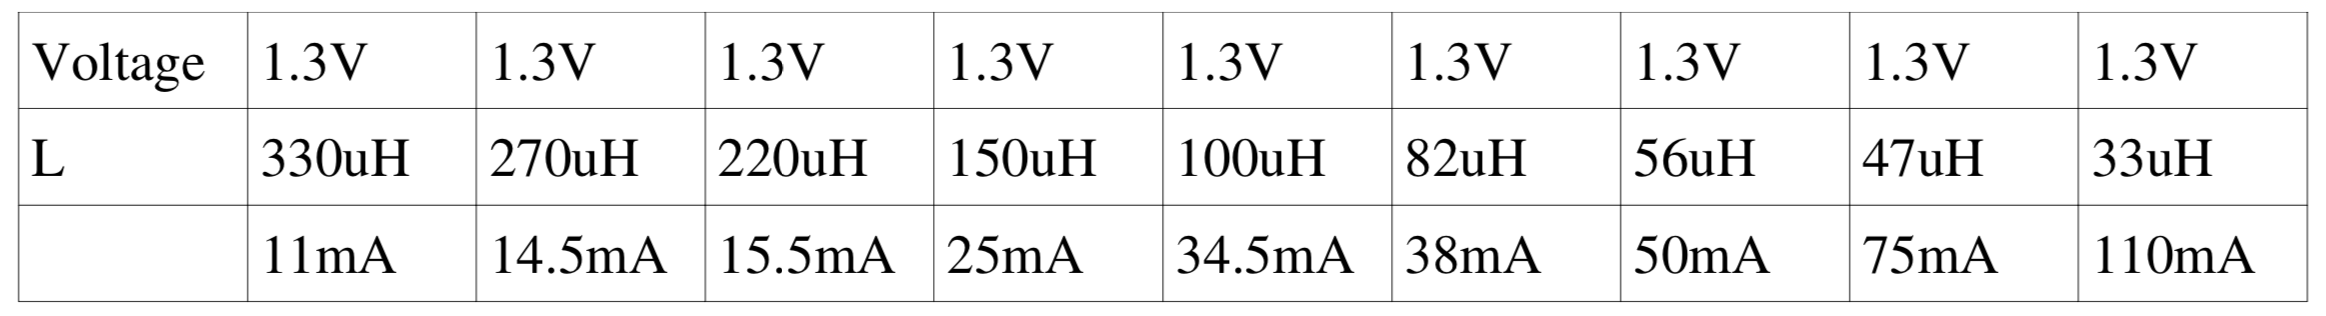 Voltage 1.3V 1.3V 1.3V 1.3V 1.3V 1.3V 1.3V 1.3V 1.3V
L 330uH 270uH 220uH 150uH 100uH 82uH 56uH 47uH 33uH
11mA 14.5mA 15.5mA 25mA 34.5mA 38mA 50mA 75mA 110mA